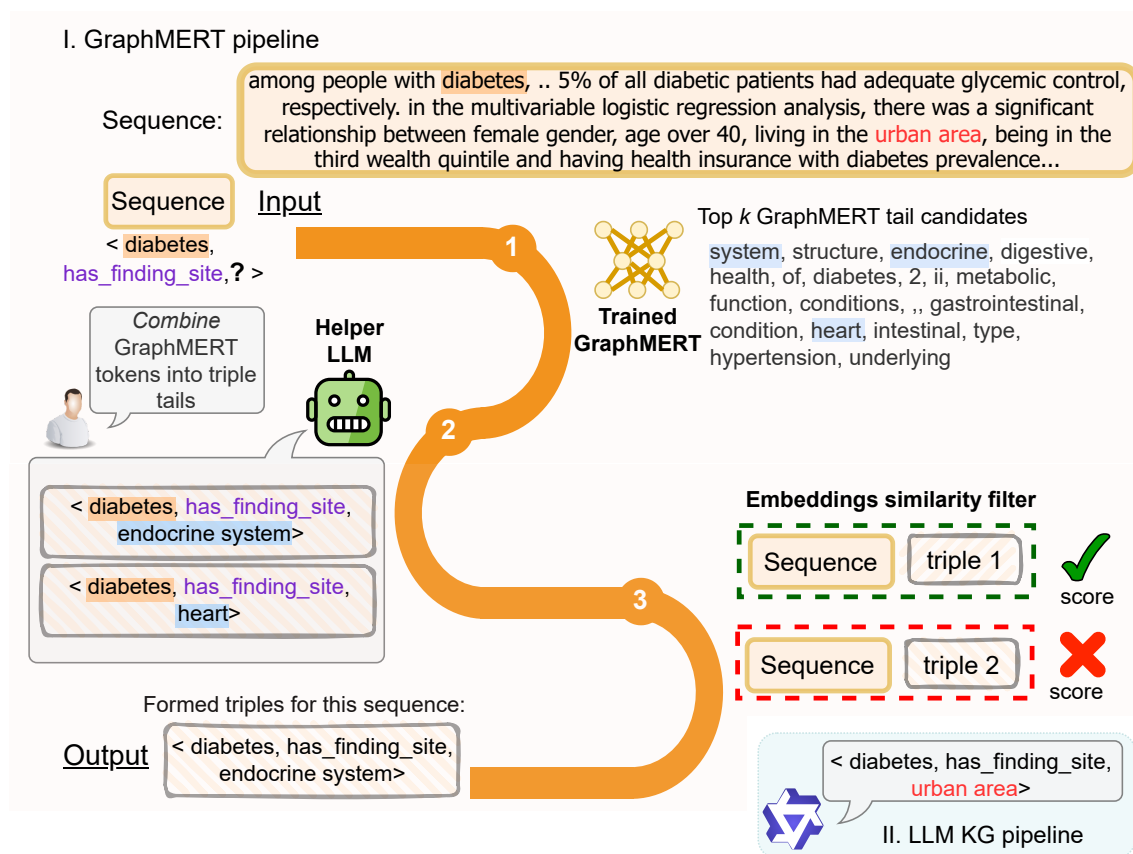 I. GraphMERT pipeline
Sequence:
among people with diabetes, .. 5% of all diabetic patients had adequate glycemic control,
respectively. in the multivariable logistic regression analysis, there was a significant
relationship between female gender, age over 40, living in the urban area, being in the
third wealth quintile and having health insurance with diabetes prevalence...
Sequence
Input
< diabetes,
has_finding_site,? >
1
Trained
GraphMERT
Top k GraphMERT tail candidates
system, structure, endocrine, digestive,
health, of, diabetes, 2, ii, metabolic,
function, conditions, ,, gastrointestinal,
condition, heart, intestinal, type,
hypertension, underlying
Combine
GraphMERT
tokens into triple
tails
Helper
LLM
2
< diabetes, has_finding_site,
endocrine system>
< diabetes, has_finding_site,
heart>
3
Embeddings similarity filter
Sequence
triple 1
score
Sequence
triple 2
score
Formed triples for this sequence:
Output
< diabetes, has_finding_site,
endocrine system>
< diabetes, has_finding_site,
urban area>
II. LLM KG pipeline